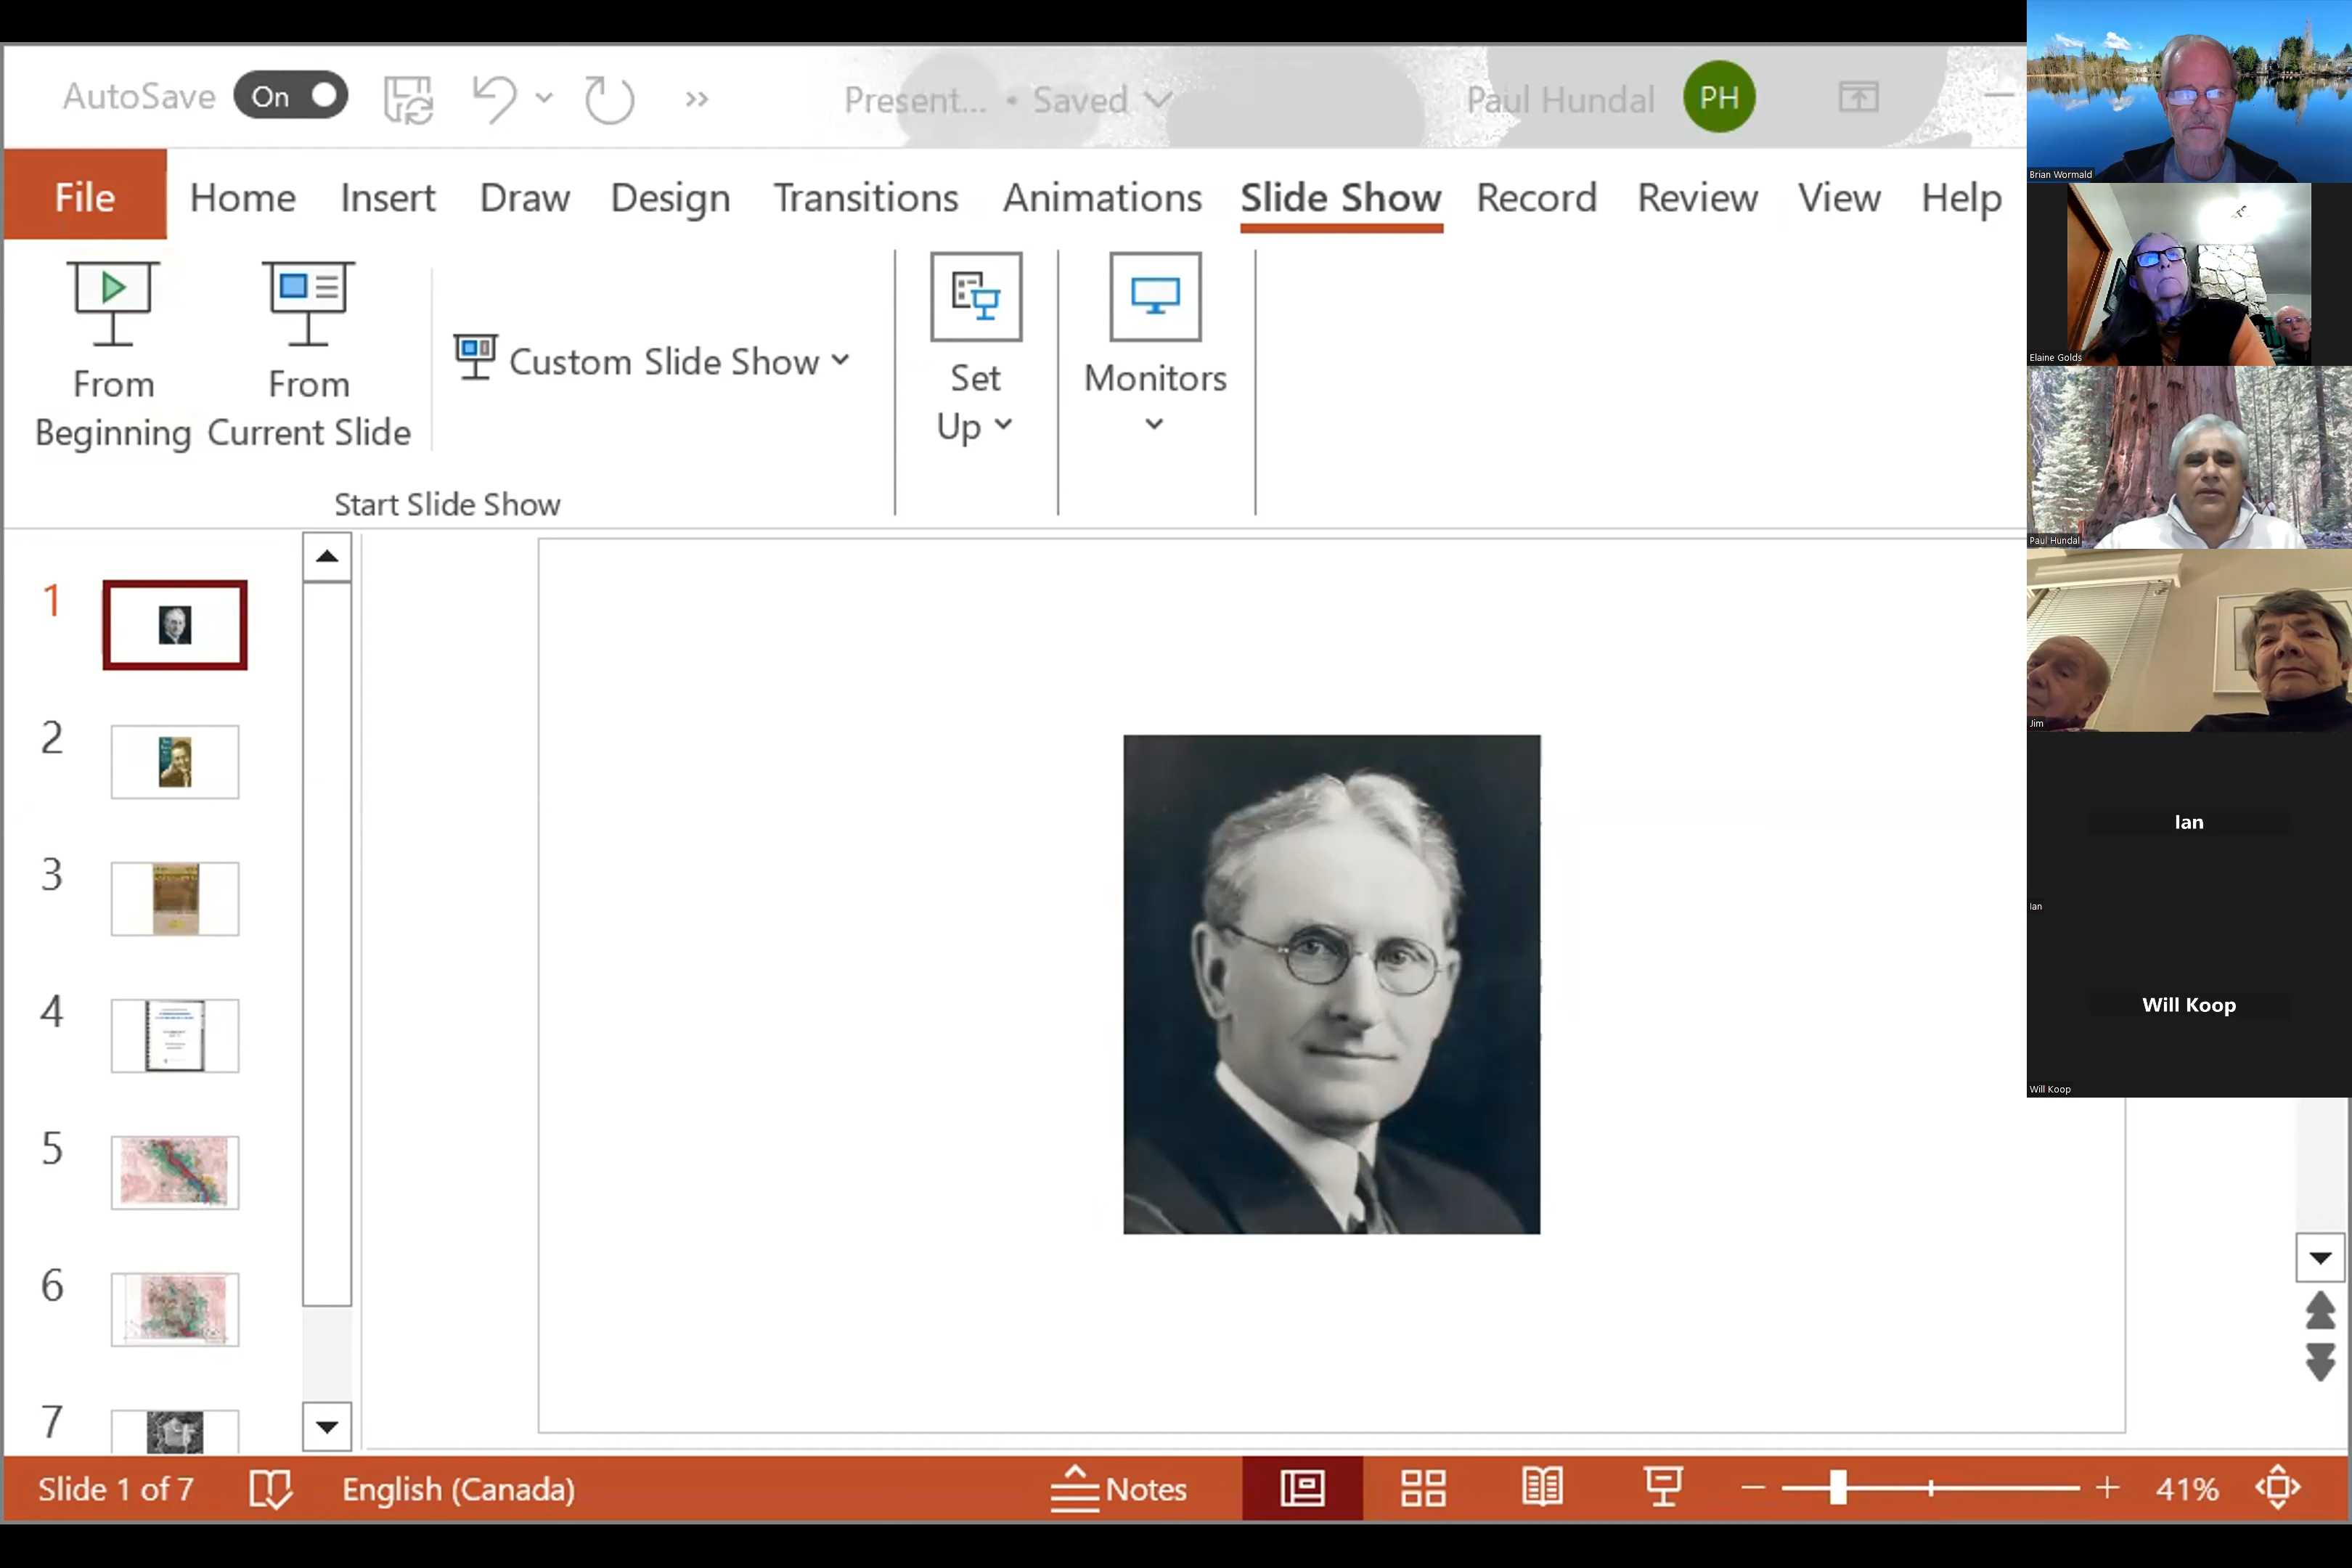 AutoSave On Present... • Saved Paul Hundal PH
File Home Insert Draw Design Transitions Animations Slide Show Record Review View Help
From Beginning
From Current Slide
Custom Slide Show
Set Up
Monitors
Start Slide Show
1
2
3
4
5
6
7
Slide 1 of 7 English (Canada) Notes 41%
Brian Wormald
Elaine Golds
Paul Hundal
Jim
Ian
Ian
Will Koop
Will Koop